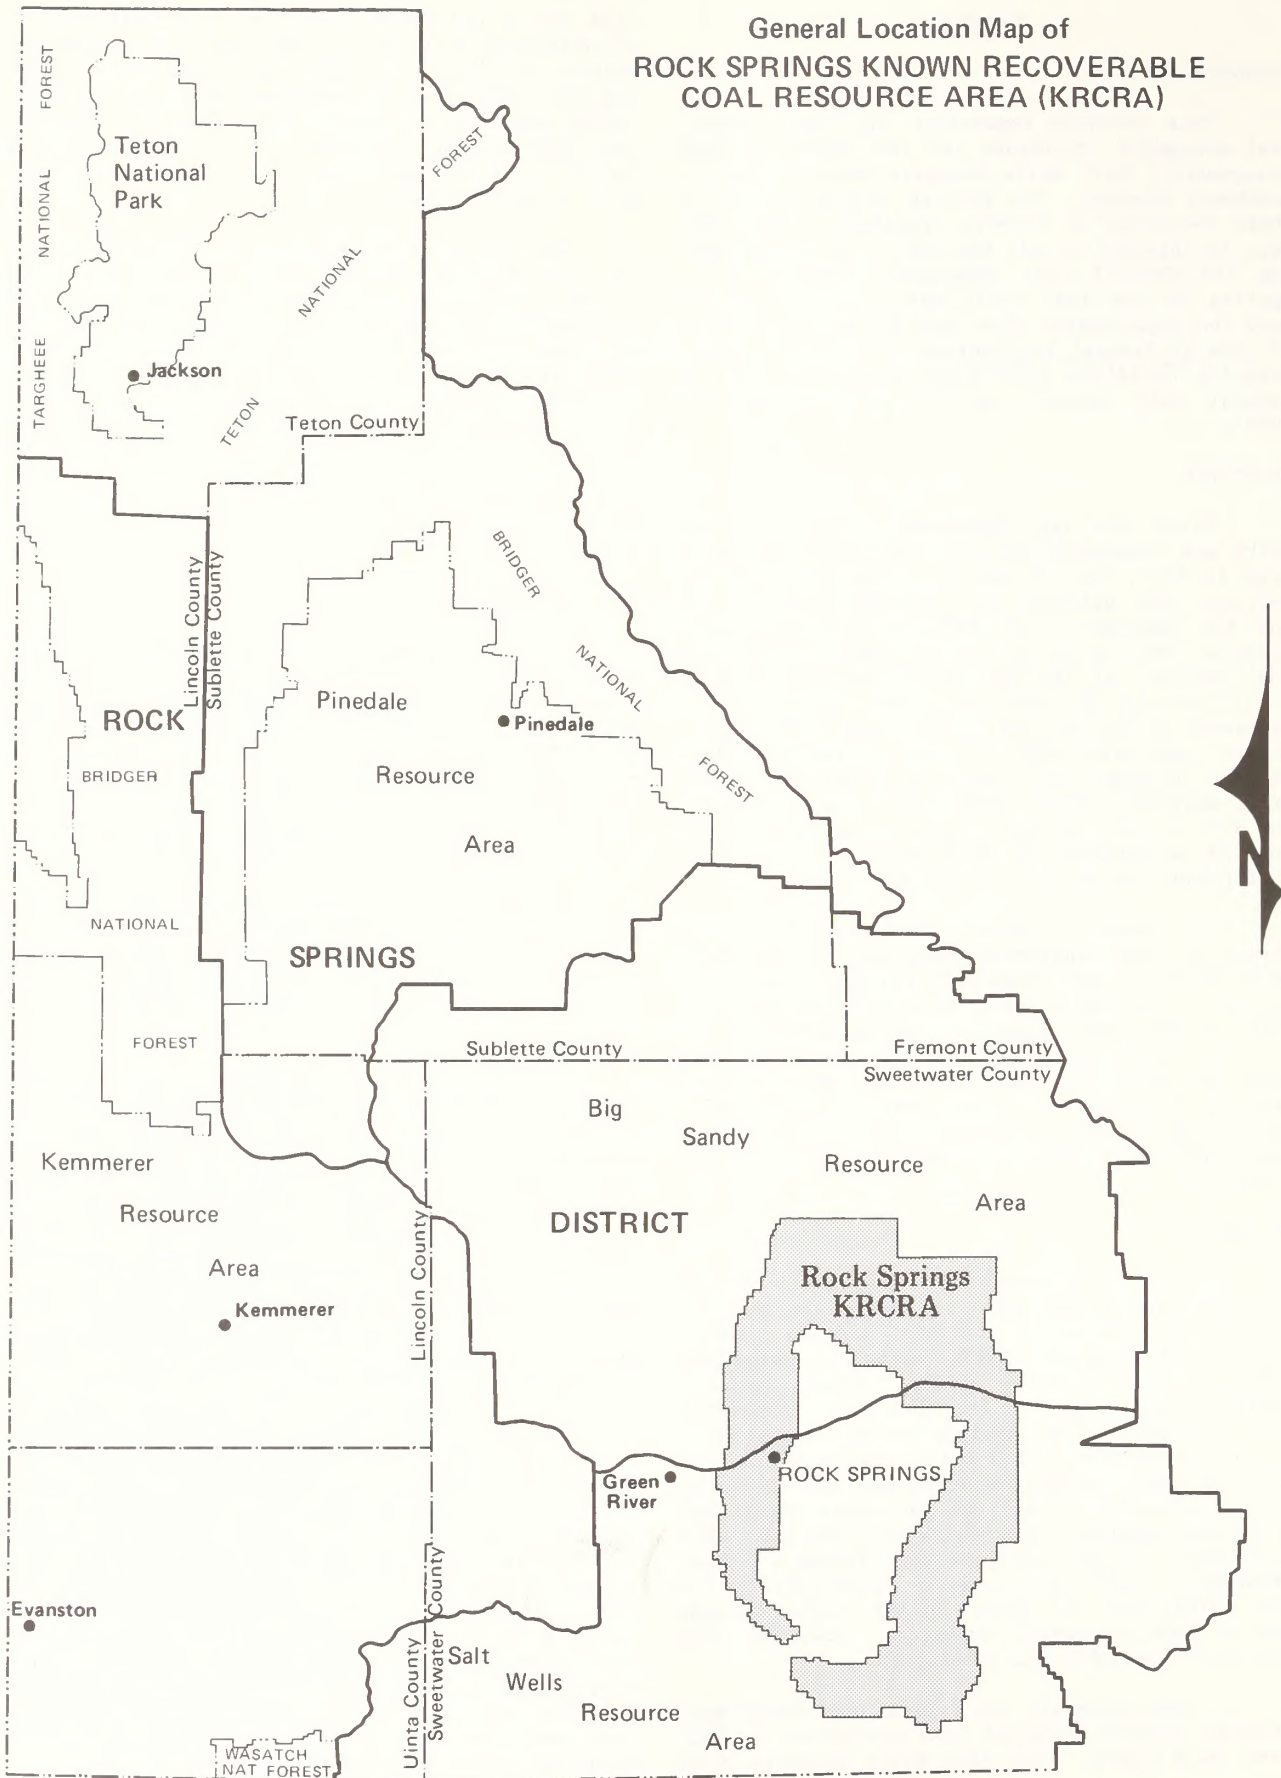 General Location Map of
ROCK SPRINGS KNOWN RECOVERABLE
COAL RESOURCE AREA (KRCRA)
TARGHEEE NATIONAL FOREST
Teton
National
Park
FOREST
NATIONAL
TETON
Jackson
Teton County
Lincoln County
Sublette County
BRIDGER
NATIONAL
FOREST
ROCK
BRIDGER
NATIONAL
FOREST
Pinedale
Resource
Area
Pinedale
N
SPRINGS
Sublette County
Fremont County
Sweetwater County
Big
Sandy
Resource
Area
Kemmerer
Resource
Area
Kemmerer
Lincoln County
DISTRICT
Rock Springs
KRCRA
Green
River
ROCK SPRINGS
Evanston
Uinta County
Sweetwater County
Salt
Wells
Resource
Area
WASATCH
NAT FOREST